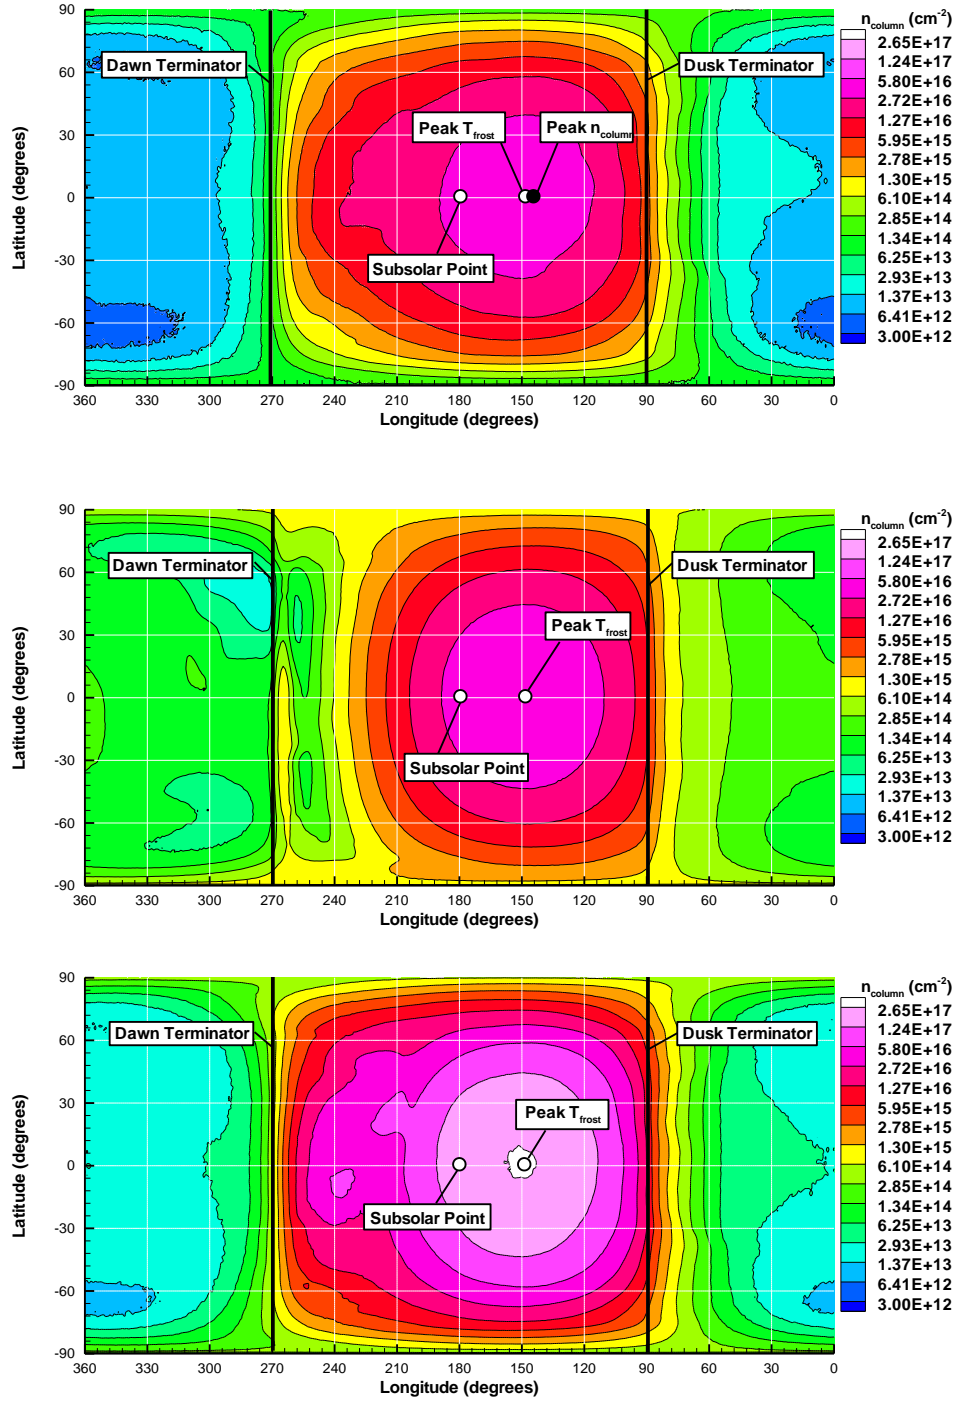 n_column (cm^-2)
90
Dawn Terminator
Dusk Terminator
2.65E+17
1.24E+17
5.80E+16
2.72E+16
1.27E+16
5.95E+15
2.78E+15
1.30E+15
6.10E+14
2.85E+14
1.34E+14
6.25E+13
2.93E+13
1.37E+13
6.41E+12
3.00E+12
60
Peak T_frost
Peak n_column
30
Latitude (degrees)
0
Subsolar Point
-30
-60
-90
360 330 300 270 240 210 180 150 120 90 60 30 0
Longitude (degrees)
n_column (cm^-2)
90
Dawn Terminator
Dusk Terminator
2.65E+17
1.24E+17
5.80E+16
2.72E+16
1.27E+16
5.95E+15
2.78E+15
1.30E+15
6.10E+14
2.85E+14
1.34E+14
6.25E+13
2.93E+13
1.37E+13
6.41E+12
3.00E+12
60
Peak T_frost
30
Latitude (degrees)
0
Subsolar Point
-30
-60
-90
360 330 300 270 240 210 180 150 120 90 60 30 0
Longitude (degrees)
n_column (cm^-2)
90
Dawn Terminator
Dusk Terminator
2.65E+17
1.24E+17
5.80E+16
2.72E+16
1.27E+16
5.95E+15
2.78E+15
1.30E+15
6.10E+14
2.85E+14
1.34E+14
6.25E+13
2.93E+13
1.37E+13
6.41E+12
3.00E+12
60
Peak T_frost
30
Latitude (degrees)
0
Subsolar Point
-30
-60
-90
360 330 300 270 240 210 180 150 120 90 60 30 0
Longitude (degrees)